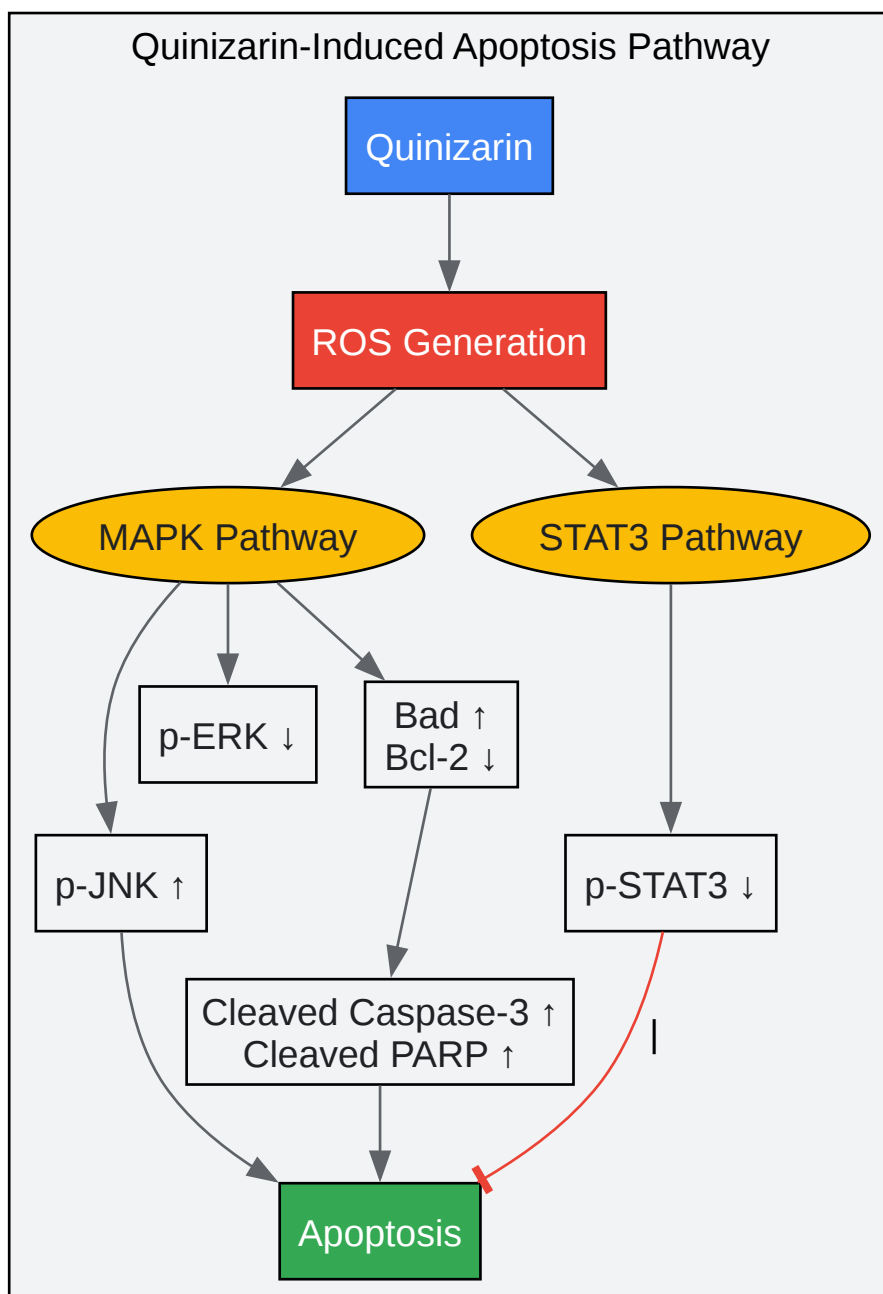 Quinizarin-Induced Apoptosis Pathway
Quinizarin
ROS Generation
MAPK Pathway
STAT3 Pathway
p-ERK ↓
Bad ↑
Bcl-2 ↓
p-JNK ↑
p-STAT3 ↓
Cleaved Caspase-3 ↑
Cleaved PARP ↑
|
Apoptosis